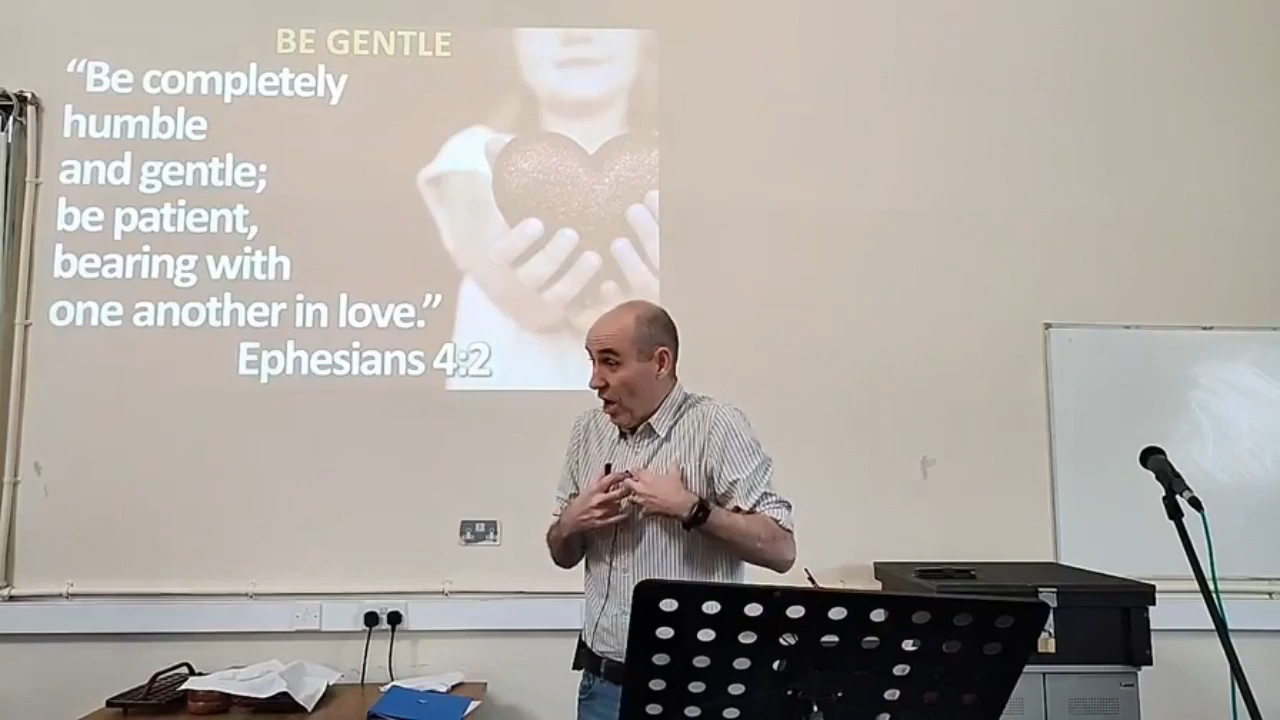 BE GENTLE
“Be completely
humble
and gentle;
be patient,
bearing with
one another in love.”
Ephesians 4:2